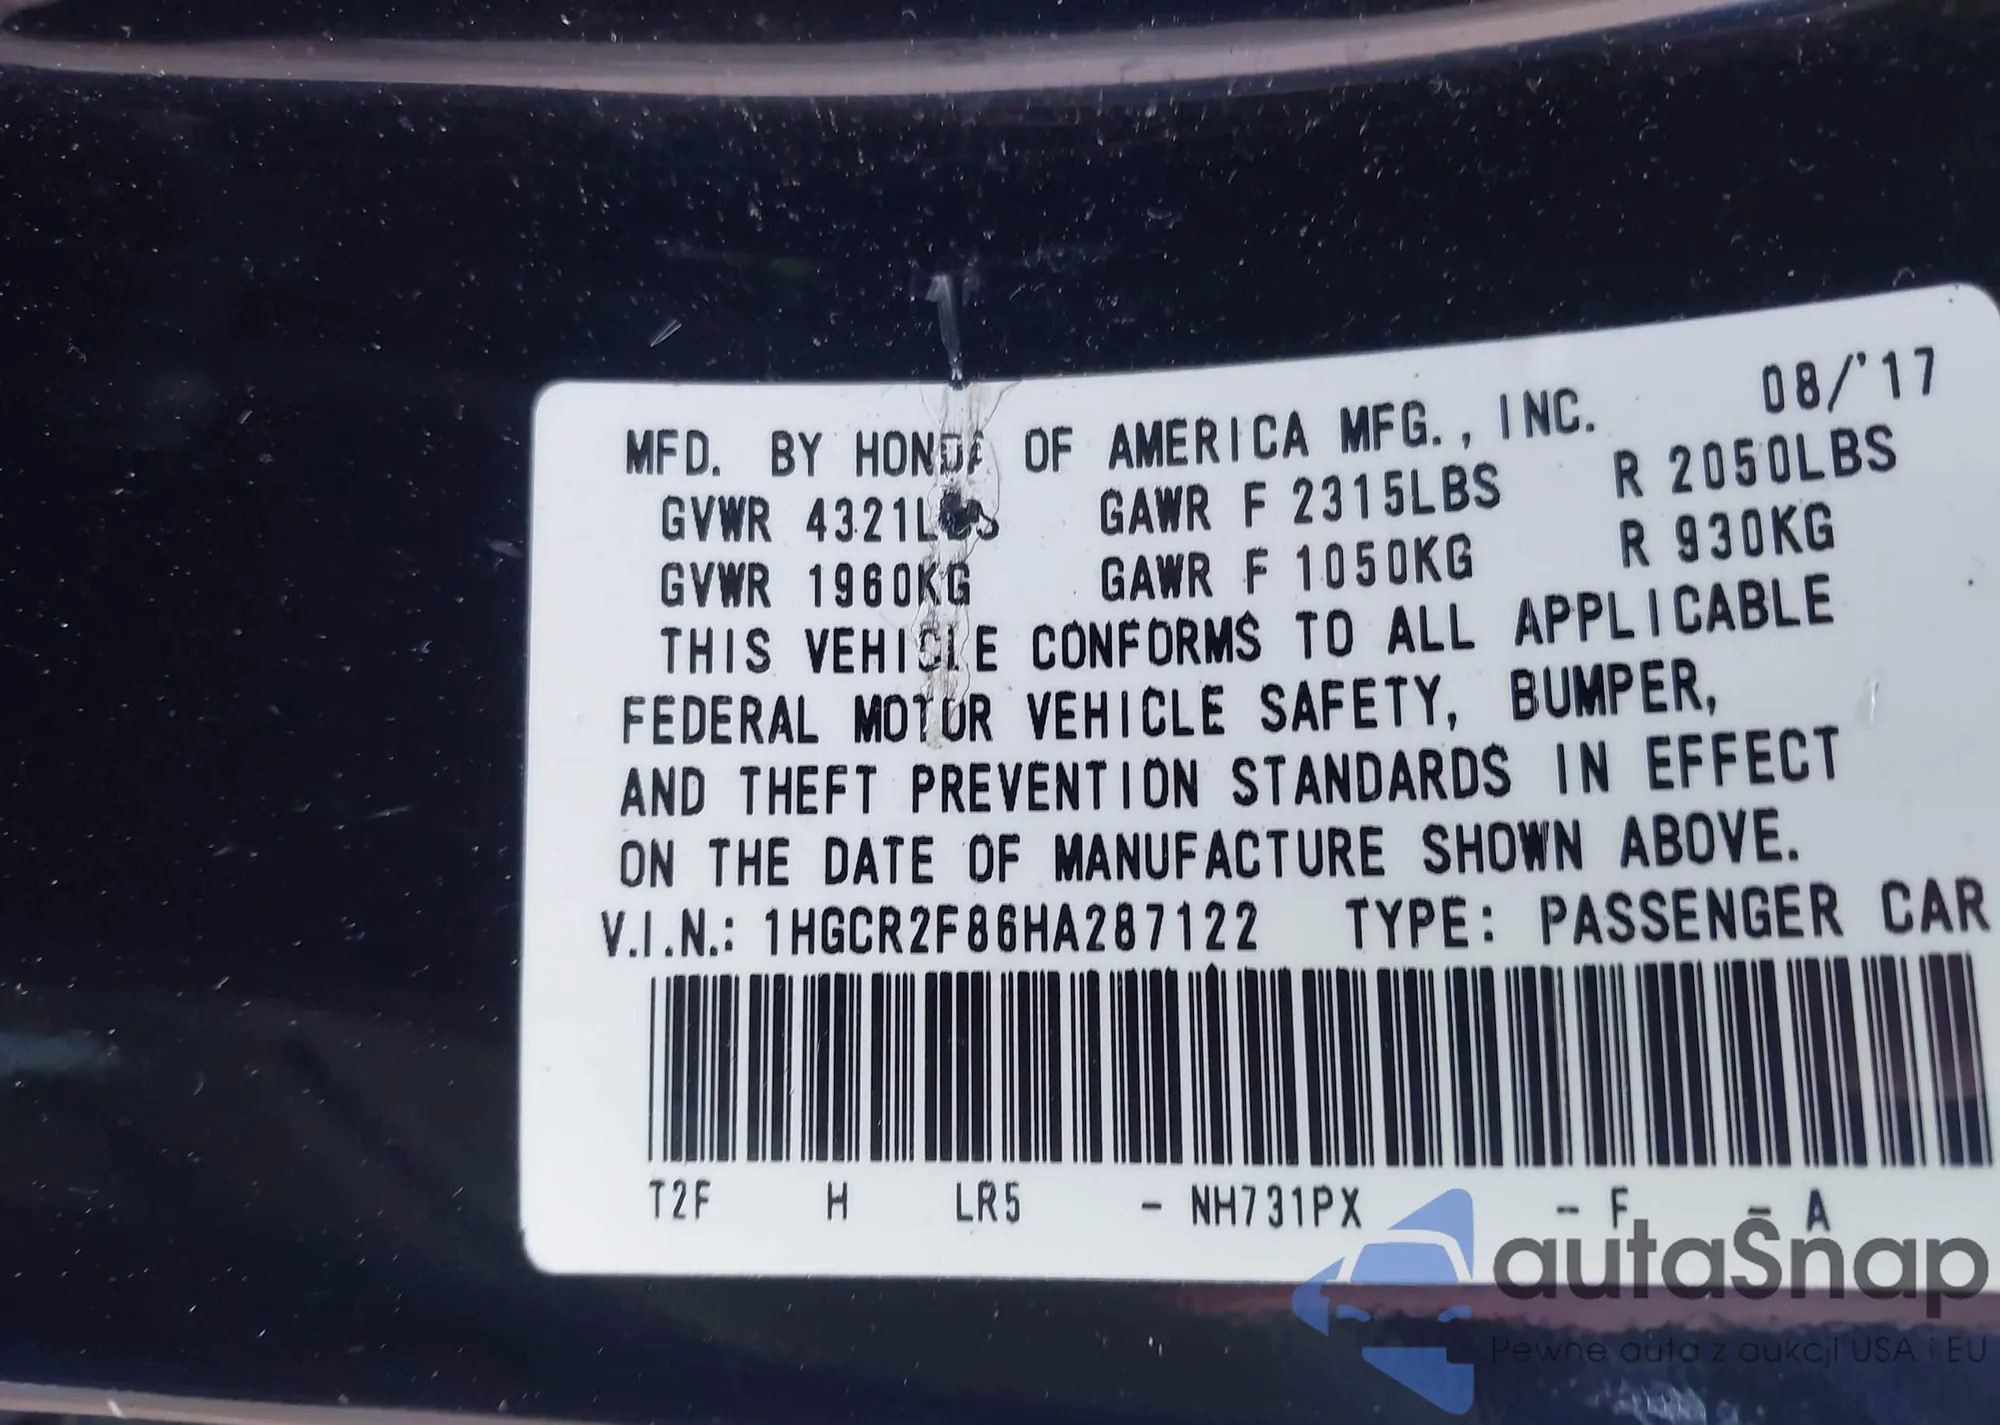 MFD. BY HONDA OF AMERICA MFG., INC. 08/'17
GVWR 4321LBS GAWR F 2315LBS R 2050LBS
GVWR 1960KG GAWR F 1050KG R 930KG
THIS VEHICLE CONFORMS TO ALL APPLICABLE
FEDERAL MOTOR VEHICLE SAFETY, BUMPER,
AND THEFT PREVENTION STANDARDS IN EFFECT
ON THE DATE OF MANUFACTURE SHOWN ABOVE.
V.I.N.: 1HGCR2F86HA287122 TYPE: PASSENGER CAR
T2F H LR5 - NH731PX - F - A
autaSnap
Pewne auta z aukcji USA i EU